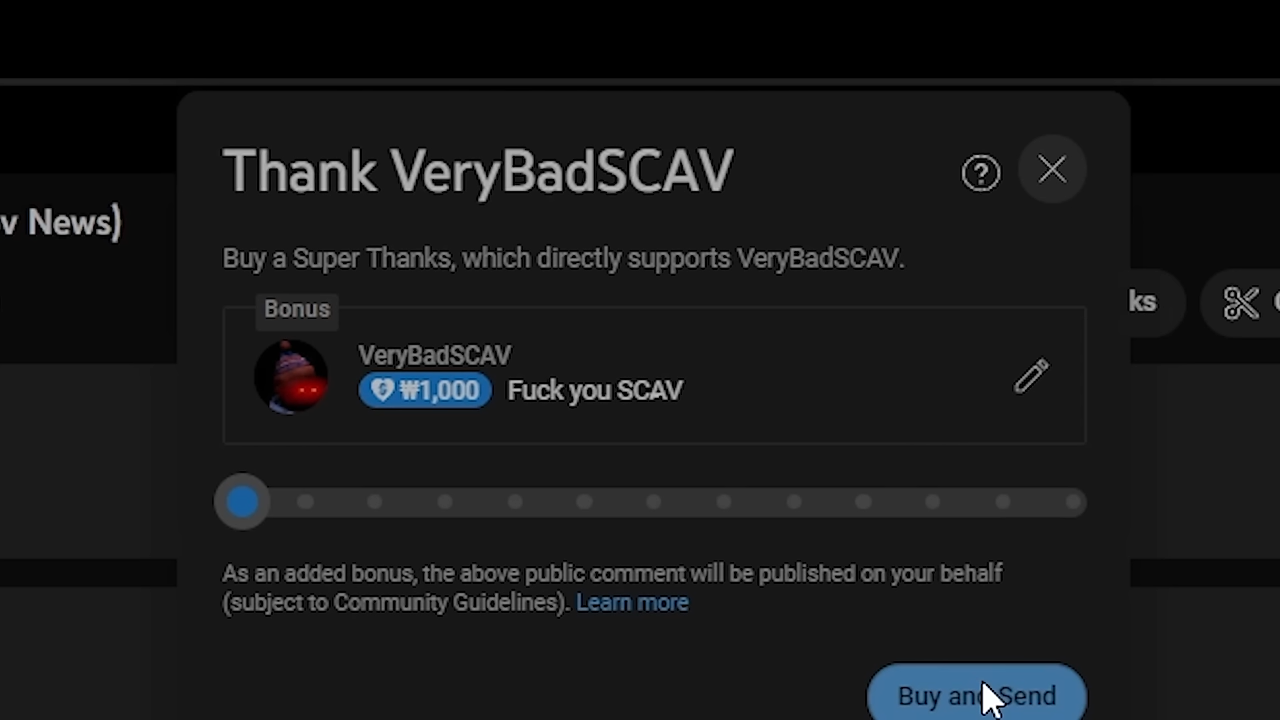 Thank VeryBadSCAV
v News)
Buy a Super Thanks, which directly supports VeryBadSCAV.
Bonus
ks
VeryBadSCAV
₩1,000 Fuck you SCAV
As an added bonus, the above public comment will be published on your behalf
(subject to Community Guidelines). Learn more
Buy and Send